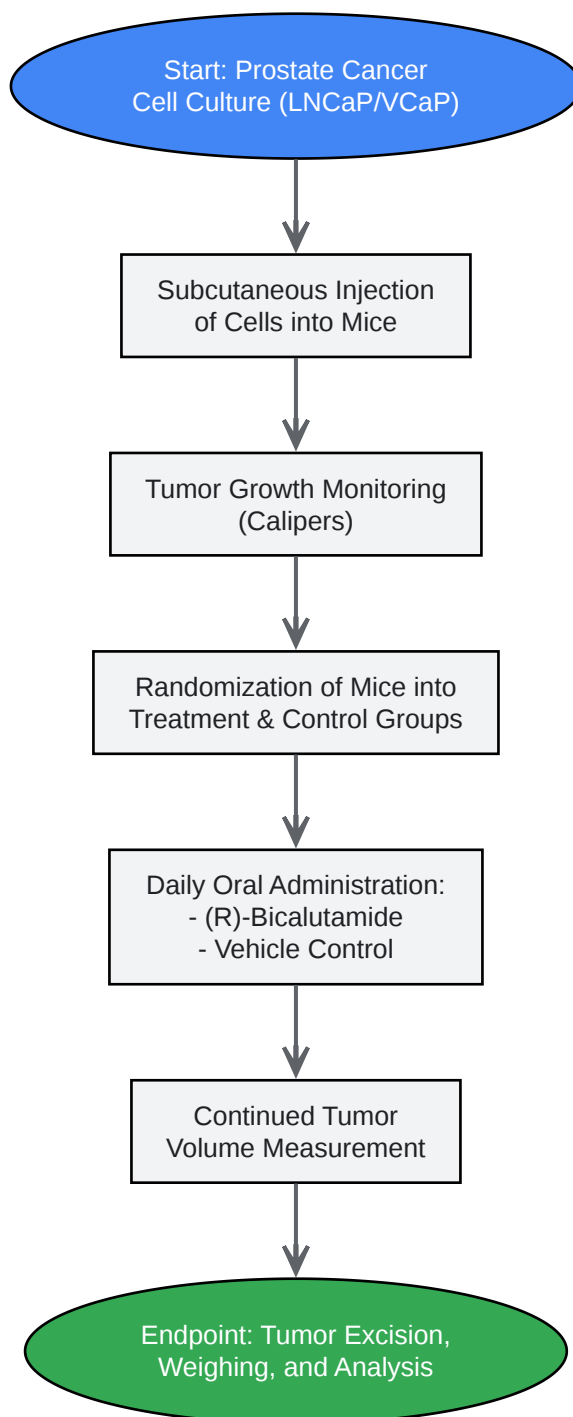 Start: Prostate Cancer
Cell Culture (LNCaP/VCaP)
Subcutaneous Injection
of Cells into Mice
Tumor Growth Monitoring
(Calipers)
Randomization of Mice into
Treatment & Control Groups
Daily Oral Administration:
- (R)-Bicalutamide
- Vehicle Control
Continued Tumor
Volume Measurement
Endpoint: Tumor Excision,
Weighing, and Analysis